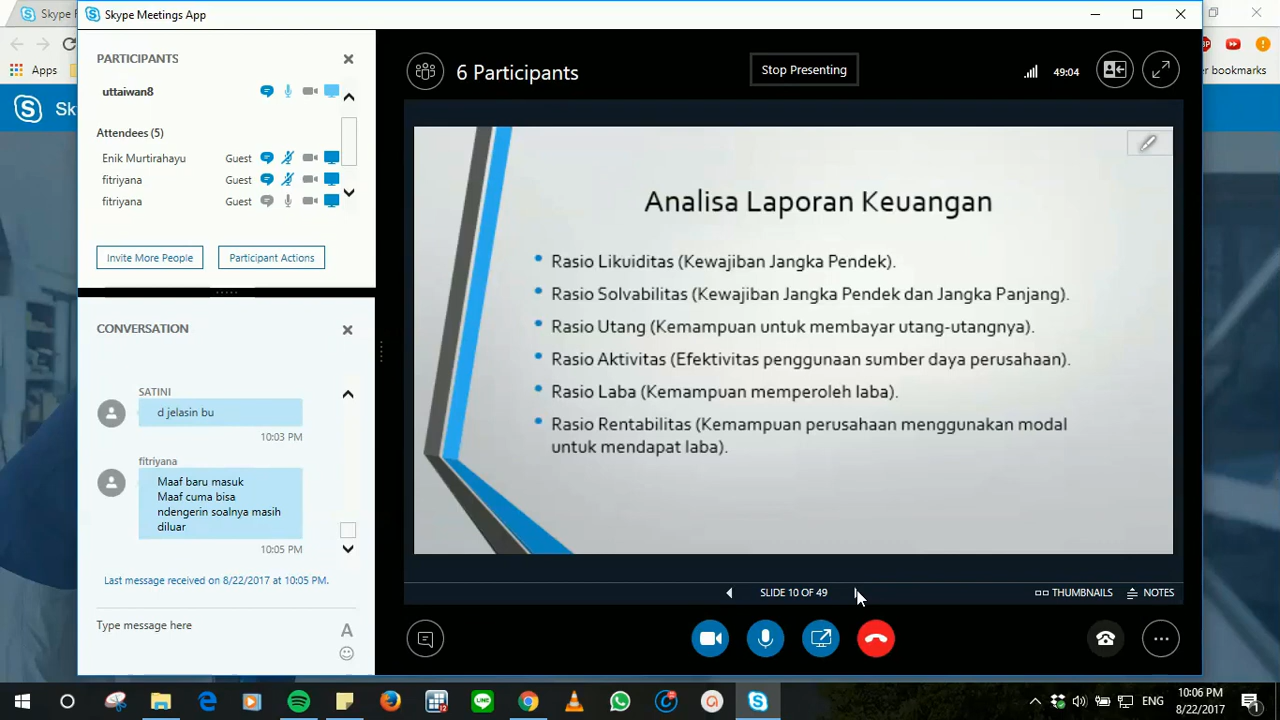 Skype
Skype Meetings App
Apps
er bookmarks
Sk
PARTICIPANTS
uttaiwan8
Attendees (5)
Enik Murtirahayu Guest
fitriyana Guest
fitriyana Guest
Invite More People
Participant Actions
CONVERSATION
SATINI
d jelasin bu
10:03 PM
fitriyana
Maaf baru masuk
Maaf cuma bisa
ndengerin soalnya masih
diluar
10:05 PM
Last message received on 8/22/2017 at 10:05 PM.
Type message here
A
6 Participants
Stop Presenting
49:04
Analisa Laporan Keuangan
Rasio Likuiditas (Kewajiban Jangka Pendek).
Rasio Solvabilitas (Kewajiban Jangka Pendek dan Jangka Panjang).
Rasio Utang (Kemampuan untuk membayar utang-utangnya).
Rasio Aktivitas (Efektivitas penggunaan sumber daya perusahaan).
Rasio Laba (Kemampuan memperoleh laba).
Rasio Rentabilitas (Kemampuan perusahaan menggunakan modal
untuk mendapat laba).
SLIDE 10 OF 49
THUMBNAILS
NOTES
ENG
10:06 PM
8/22/2017